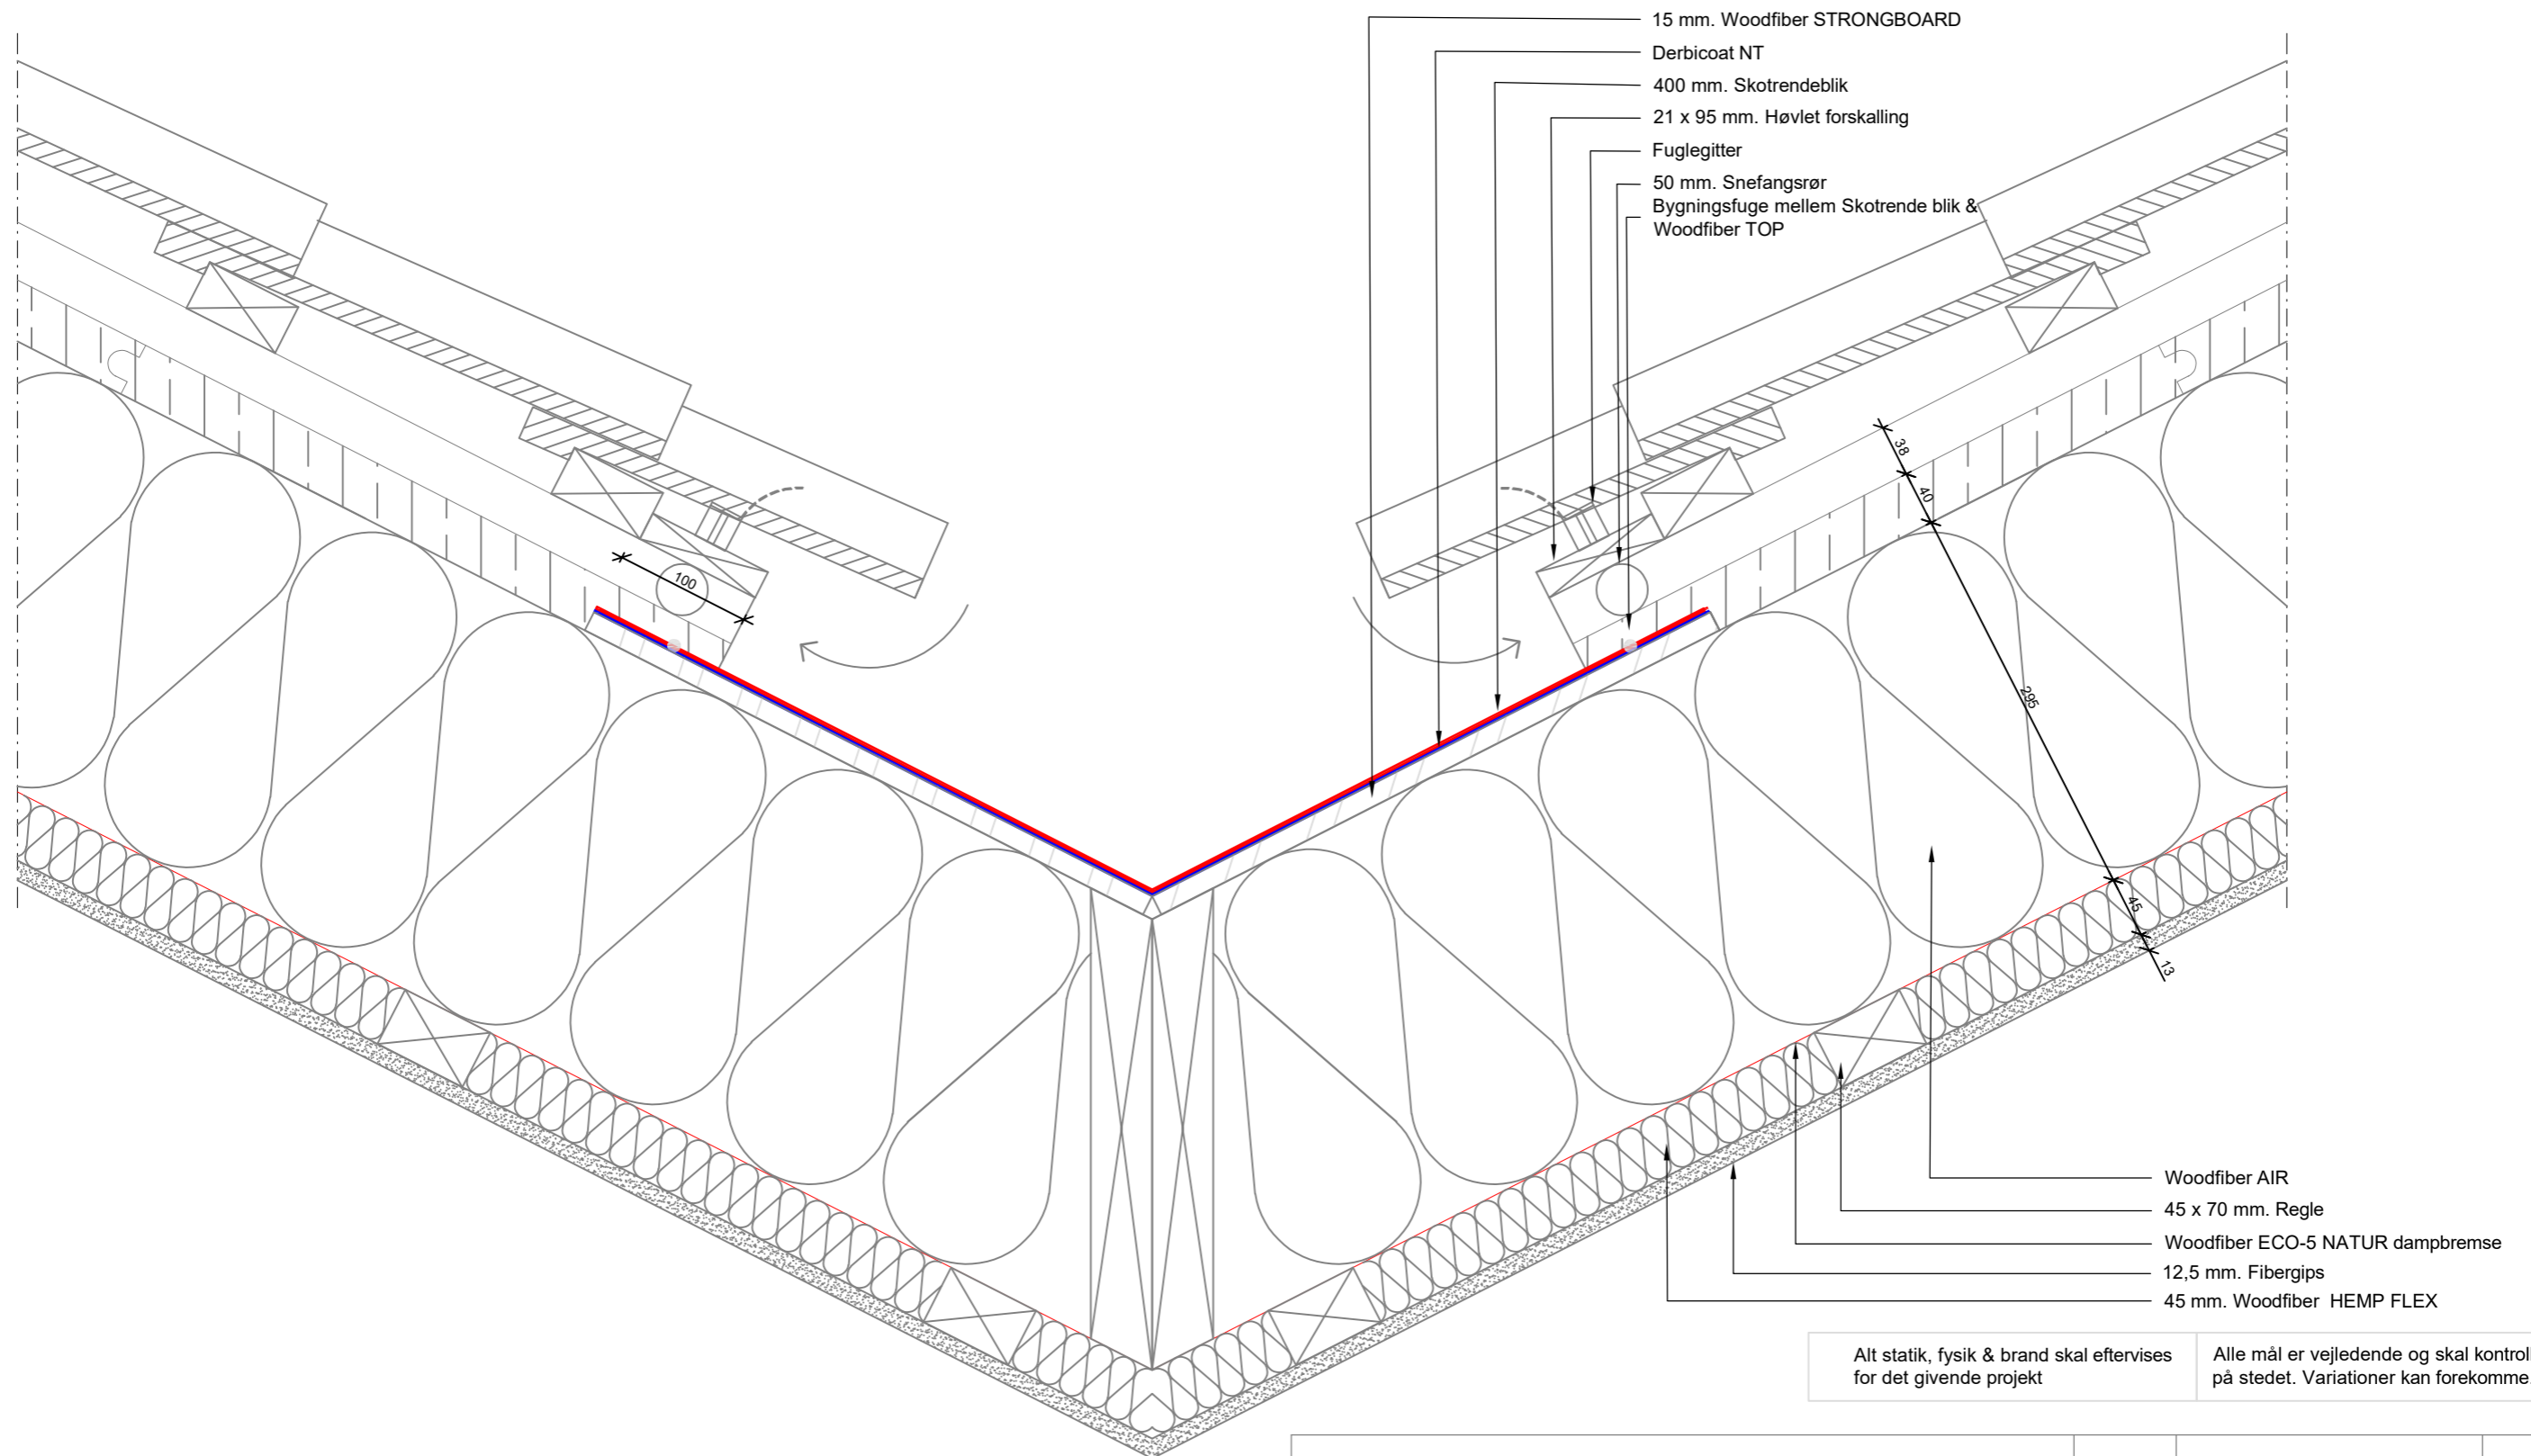 15 mm. Woodfiber STRONGBOARD
Derbicoat NT
400 mm. Skotrendeblik
21 x 95 mm. Høvlet forskalling
Fuglegitter
50 mm. Snefangsrør
Bygningsfuge mellem Skotrende blik &
Woodfiber TOP
38
40
100
295
45
13
Woodfiber AIR
45 x 70 mm. Regle
Woodfiber ECO-5 NATUR dampbremse
12,5 mm. Fibergips
45 mm. Woodfiber HEMP FLEX
Alt statik, fysik & brand skal eftervises
for det givende projekt
Alle mål er vejledende og skal
på stedet. Variationer kan forekomme.